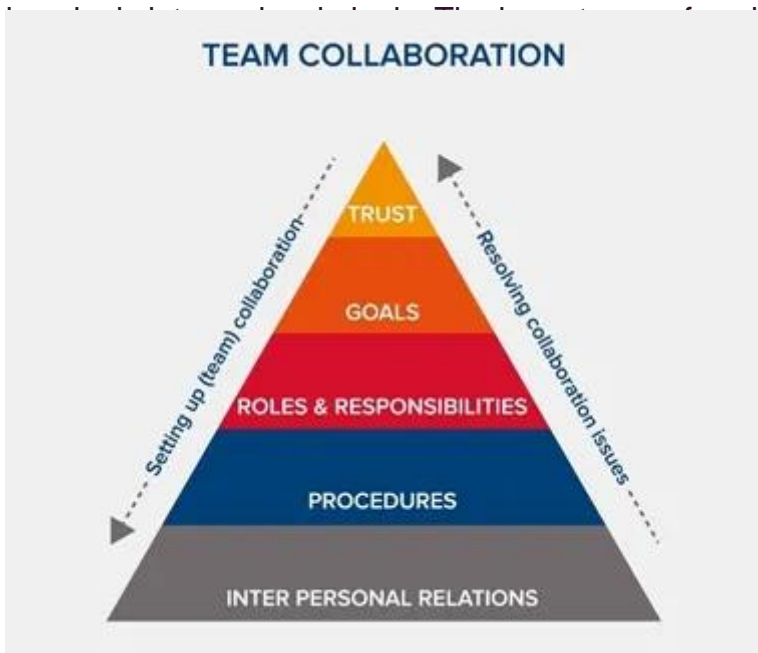 TEAM COLLABORATION
TRUST
GOALS
ROLES & RESPONSIBILITIES
PROCEDURES
INTER PERSONAL RELATIONS
Setting up (team) collaboration
Resolving collaboration issues